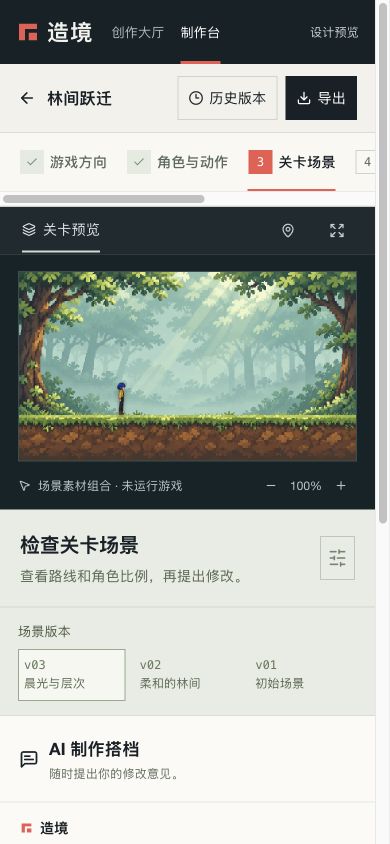 造境 创作大厅 制作台 设计预览
林间跃迁 历史版本 导出
游戏方向 角色与动作 3 关卡场景 4
关卡预览
场景素材组合 · 未运行游戏 − 100% +
检查关卡场景
查看路线和角色比例，再提出修改。
场景版本
v03 v02 v01
晨光与层次 柔和的林间 初始场景
AI 制作搭档
随时提出你的修改意见。
造境